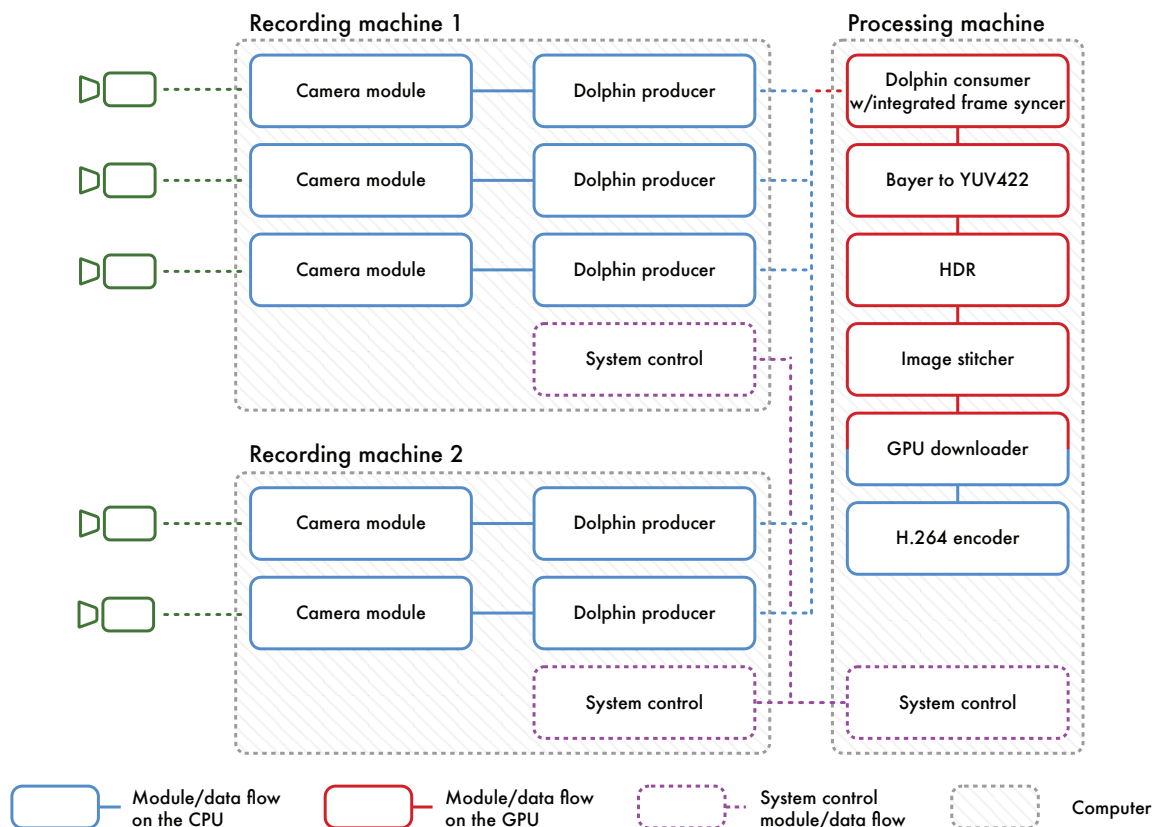 Recording machine 1
Camera module
Dolphin producer
Camera module
Dolphin producer
Camera module
Dolphin producer
System control
Recording machine 2
Camera module
Dolphin producer
Camera module
Dolphin producer
System control
Processing machine
Dolphin consumer
w/integrated frame syncer
Bayer to YUV422
HDR
Image stitcher
GPU downloader
H.264 encoder
System control
Module/data flow
on the CPU
Module/data flow
on the GPU
System control
module/data flow
Computer